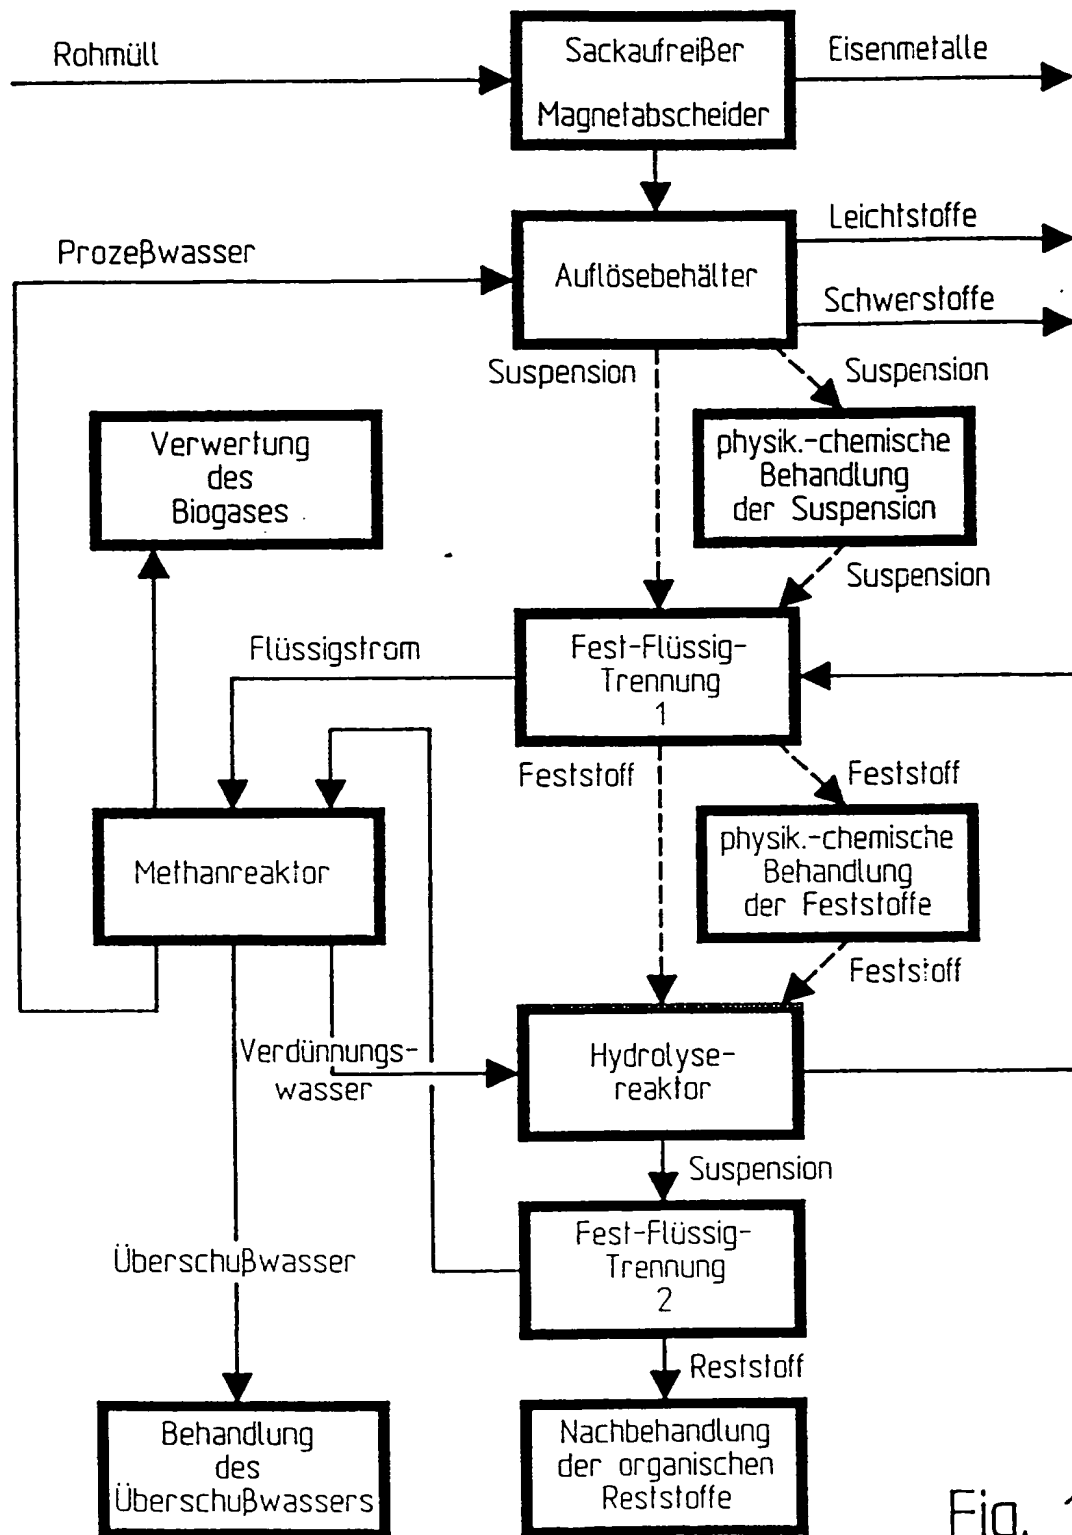 Rohmüll
Sackaufreißer
Magnetabscheider
Eisenmetalle
Prozeßwasser
Auflösebehälter
Leichtstoffe
Schwerstoffe
Suspension
Suspension
Verwertung
des
Biogases
physik.-chemische
Behandlung
der Suspension
Suspension
Flüssigstrom
Fest-Flüssig-
Trennung
1
Feststoff
Feststoff
Methanreaktor
physik.-chemische
Behandlung
der Feststoffe
Feststoff
Verdünnungs-
wasser
Hydrolyse-
reaktor
Suspension
Überschußwasser
Fest-Flüssig-
Trennung
2
Reststoff
Behandlung
des
Überschußwassers
Nachbehandlung
der organischen
Reststoffe
Fig. 1